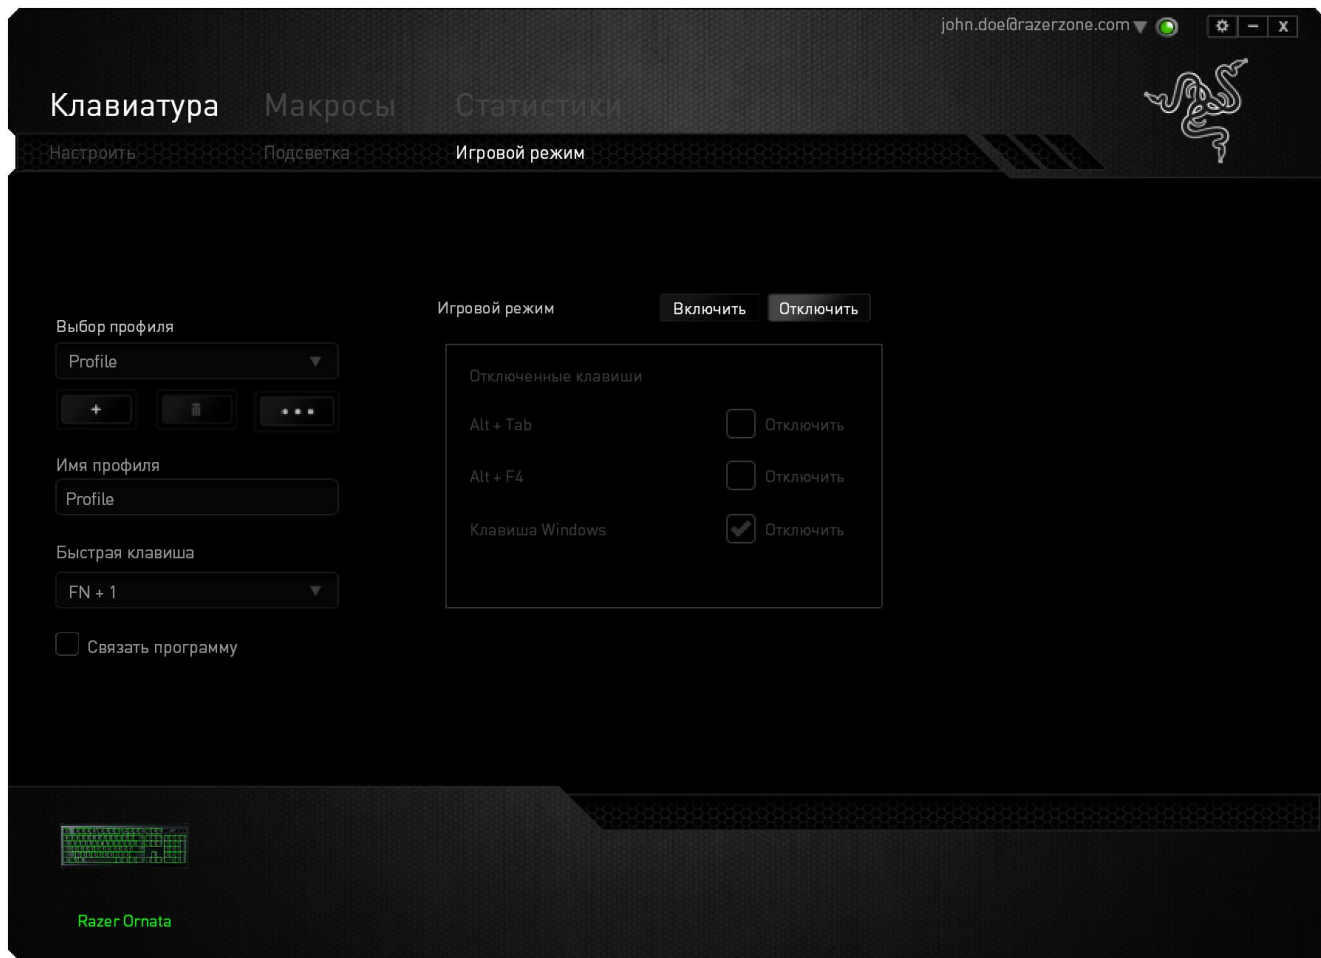 john.doe@razerzone.com
Клавиатура Макросы Статистики
Настроить Подсветка Игровой режим
Игровой режим Включить Отключить
Выбор профиля
Profile
Имя профиля
Profile
Быстрая клавиша
FN + 1
Связать программу
Отключенные клавиши
Alt + Tab Отключить
Alt + F4 Отключить
Клавиша Windows Отключить
Razer Ornata